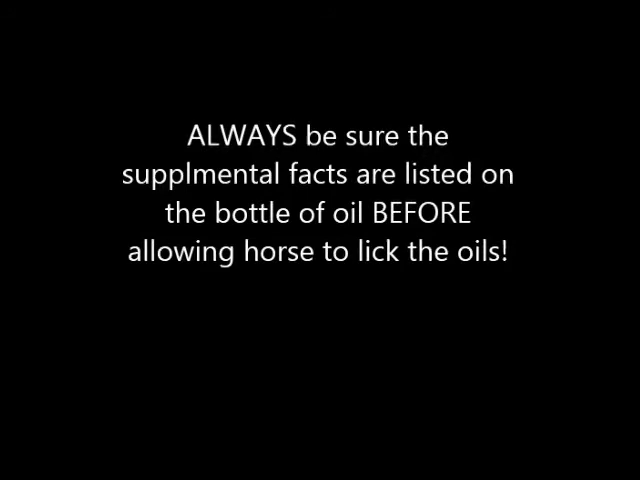 ALWAYS be sure the
supplmental facts are listed on
the bottle of oil BEFORE
allowing horse to lick the oils!